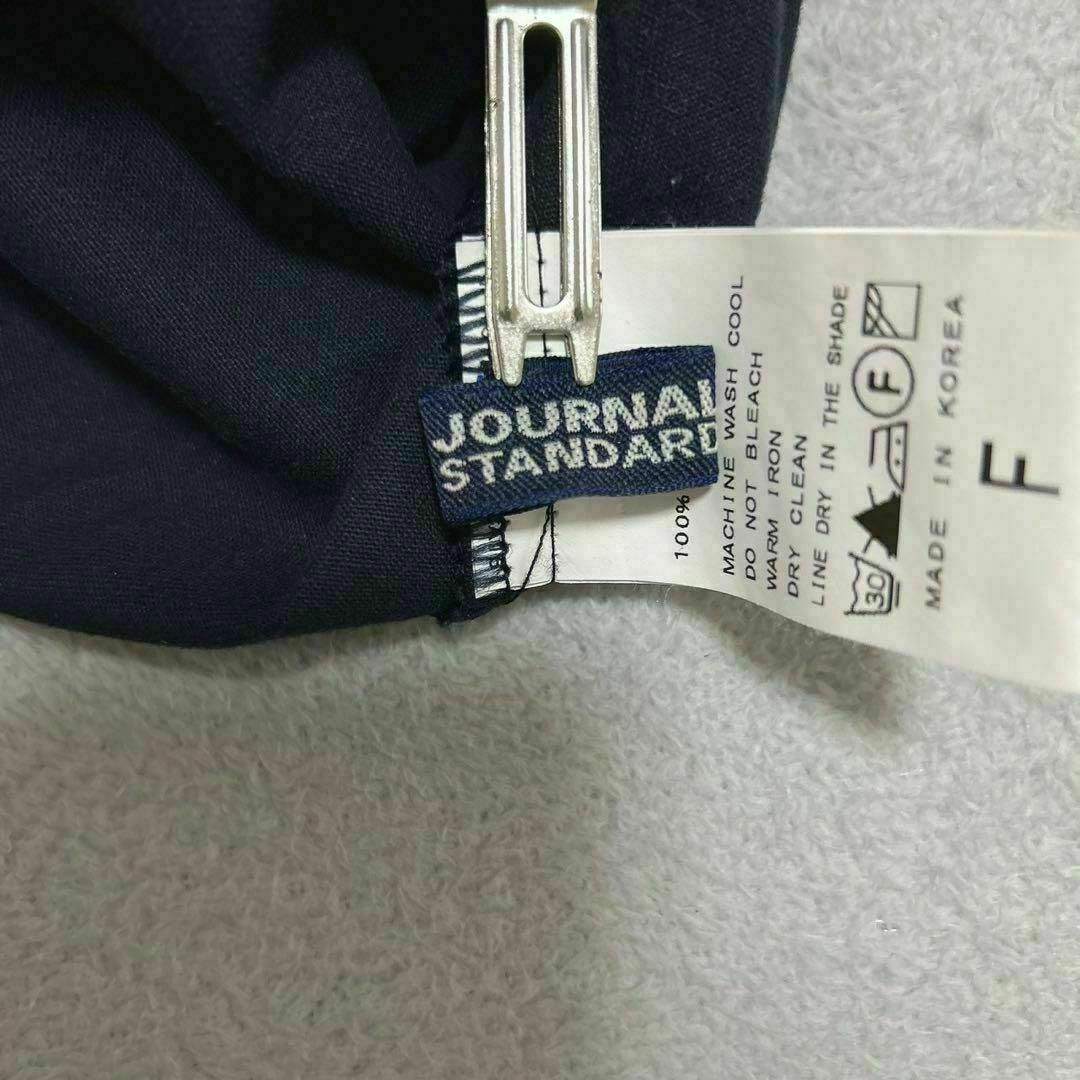 JOURNAL
STANDARD
100%
MACHINE WASH COOL
DO NOT BLEACH
WARM IRON
DRY CLEAN
LINE DRY IN THE SHADE
30
F
MADE IN KOREA
F